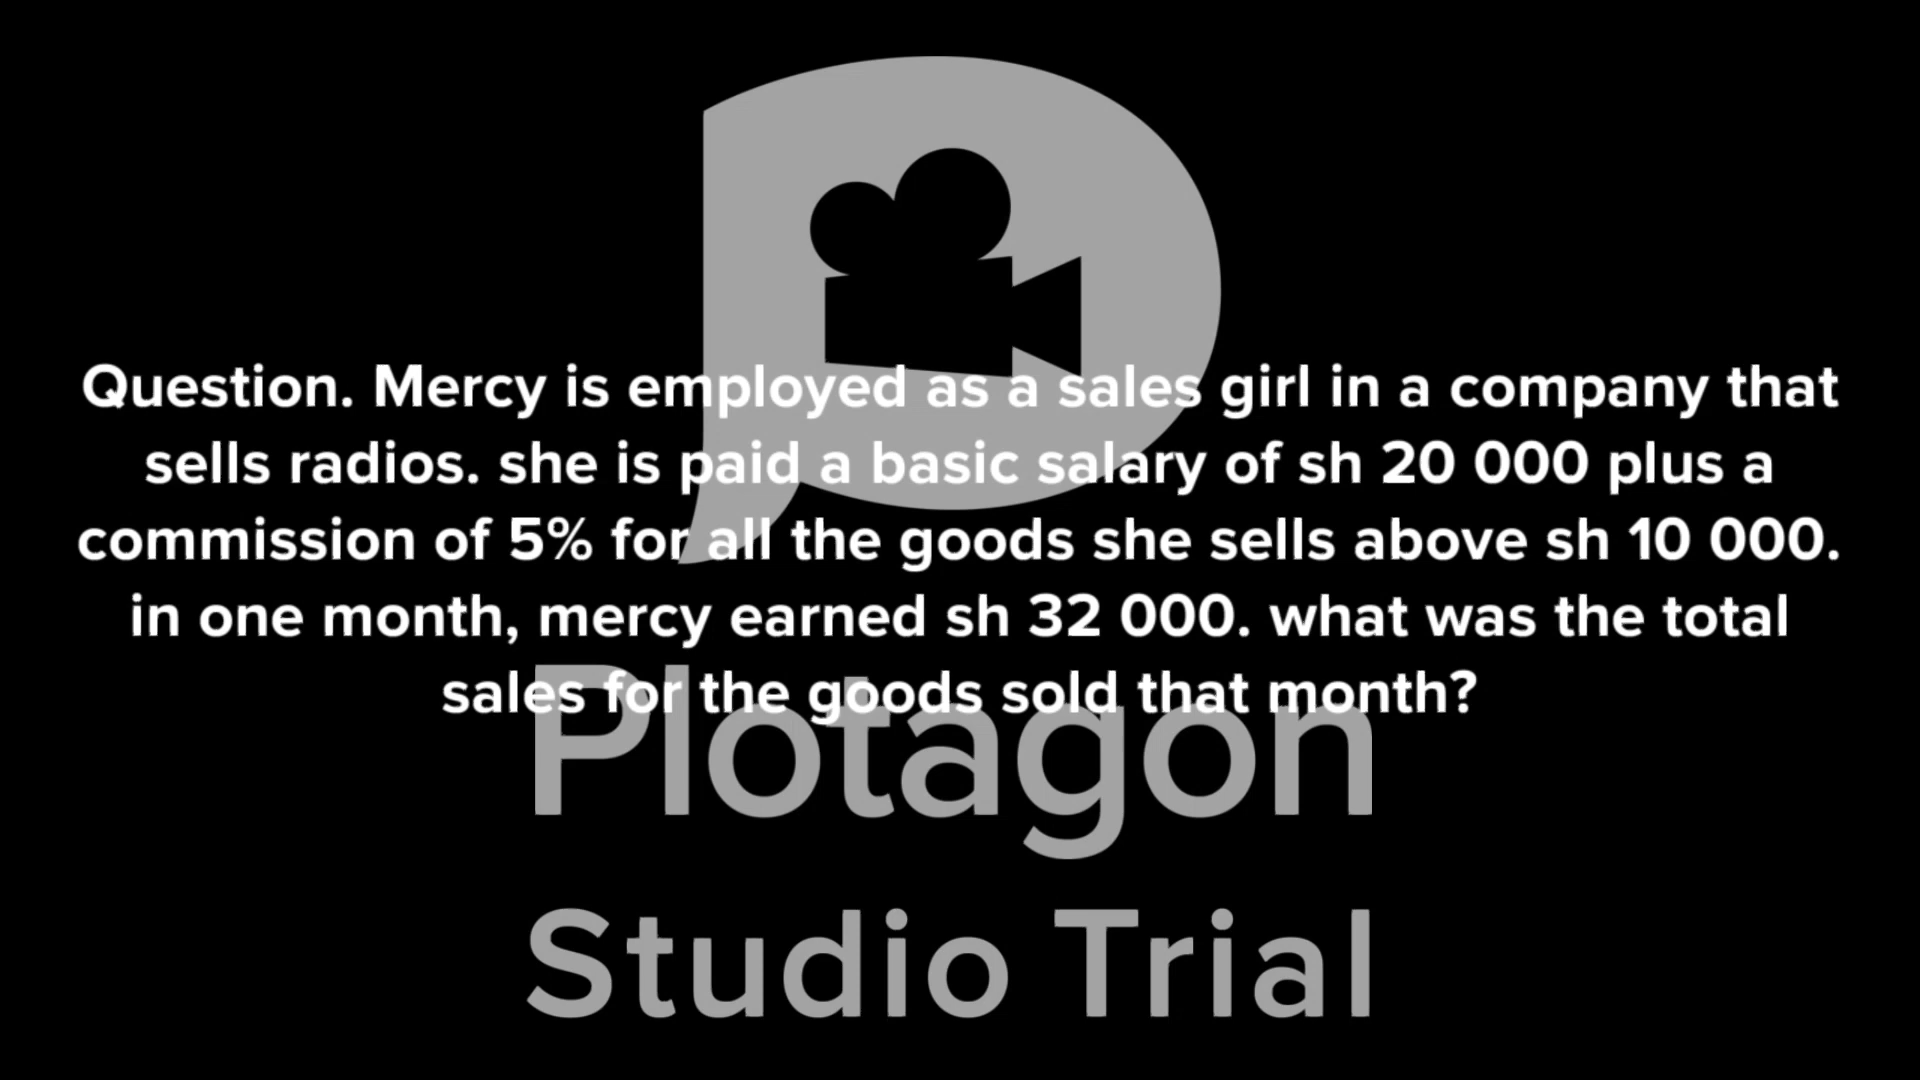 Question. Mercy is employed as a sales girl in a company that
sells radios. she is paid a basic salary of sh 20 000 plus a
commission of 5% for all the goods she sells above sh 10 000.
in one month, mercy earned sh 32 000. what was the total
sales for the goods sold that month?
Plotagon
Studio Trial